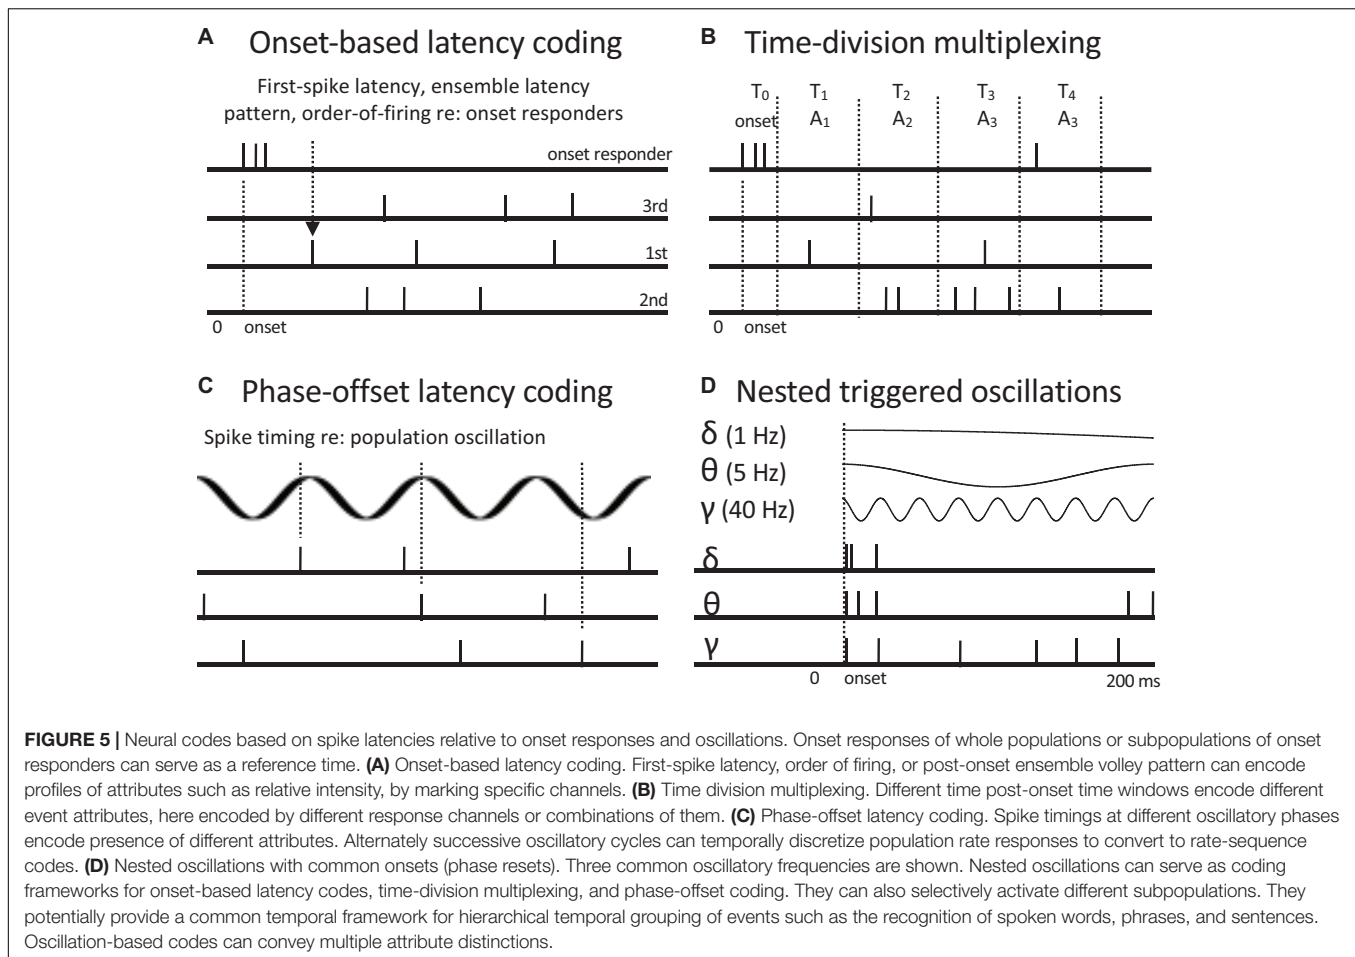 A Onset-based latency coding
First-spike latency, ensemble latency
pattern, order-of-firing re: onset responders
onset responder
3rd
1st
2nd
0 onset
B Time-division multiplexing
T0 T1 T2 T3 T4
onset A1 A2 A3 A3
0 onset
C Phase-offset latency coding
Spike timing re: population oscillation
D Nested triggered oscillations
δ (1 Hz)
θ (5 Hz)
γ (40 Hz)
δ
θ
γ
0 onset 200 ms
FIGURE 5 | Neural codes based on spike latencies relative to onset responses and oscillations. Onset responses of whole populations or subpopulations of onset
responders can serve as a reference time. (A) Onset-based latency coding. First-spike latency, order of firing, or post-onset ensemble volley pattern can encode
profiles of attributes such as relative intensity, by marking specific channels. (B) Time division multiplexing. Different time post-onset time windows encode different
event attributes, here encoded by different response channels or combinations of them. (C) Phase-offset latency coding. Spike timings at different oscillatory phases
encode presence of different attributes. Alternately successive oscillatory cycles can temporally discretize population rate responses to convert to rate-sequence
codes. (D) Nested oscillations with common onsets (phase resets). Three common oscillatory frequencies are shown. Nested oscillations can serve as coding
frameworks for onset-based latency codes, time-division multiplexing, and phase-offset coding. They can also selectively activate different subpopulations. They
potentially provide a common temporal framework for hierarchical temporal grouping of events such as the recognition of spoken words, phrases, and sentences.
Oscillation-based codes can convey multiple attribute distinctions.